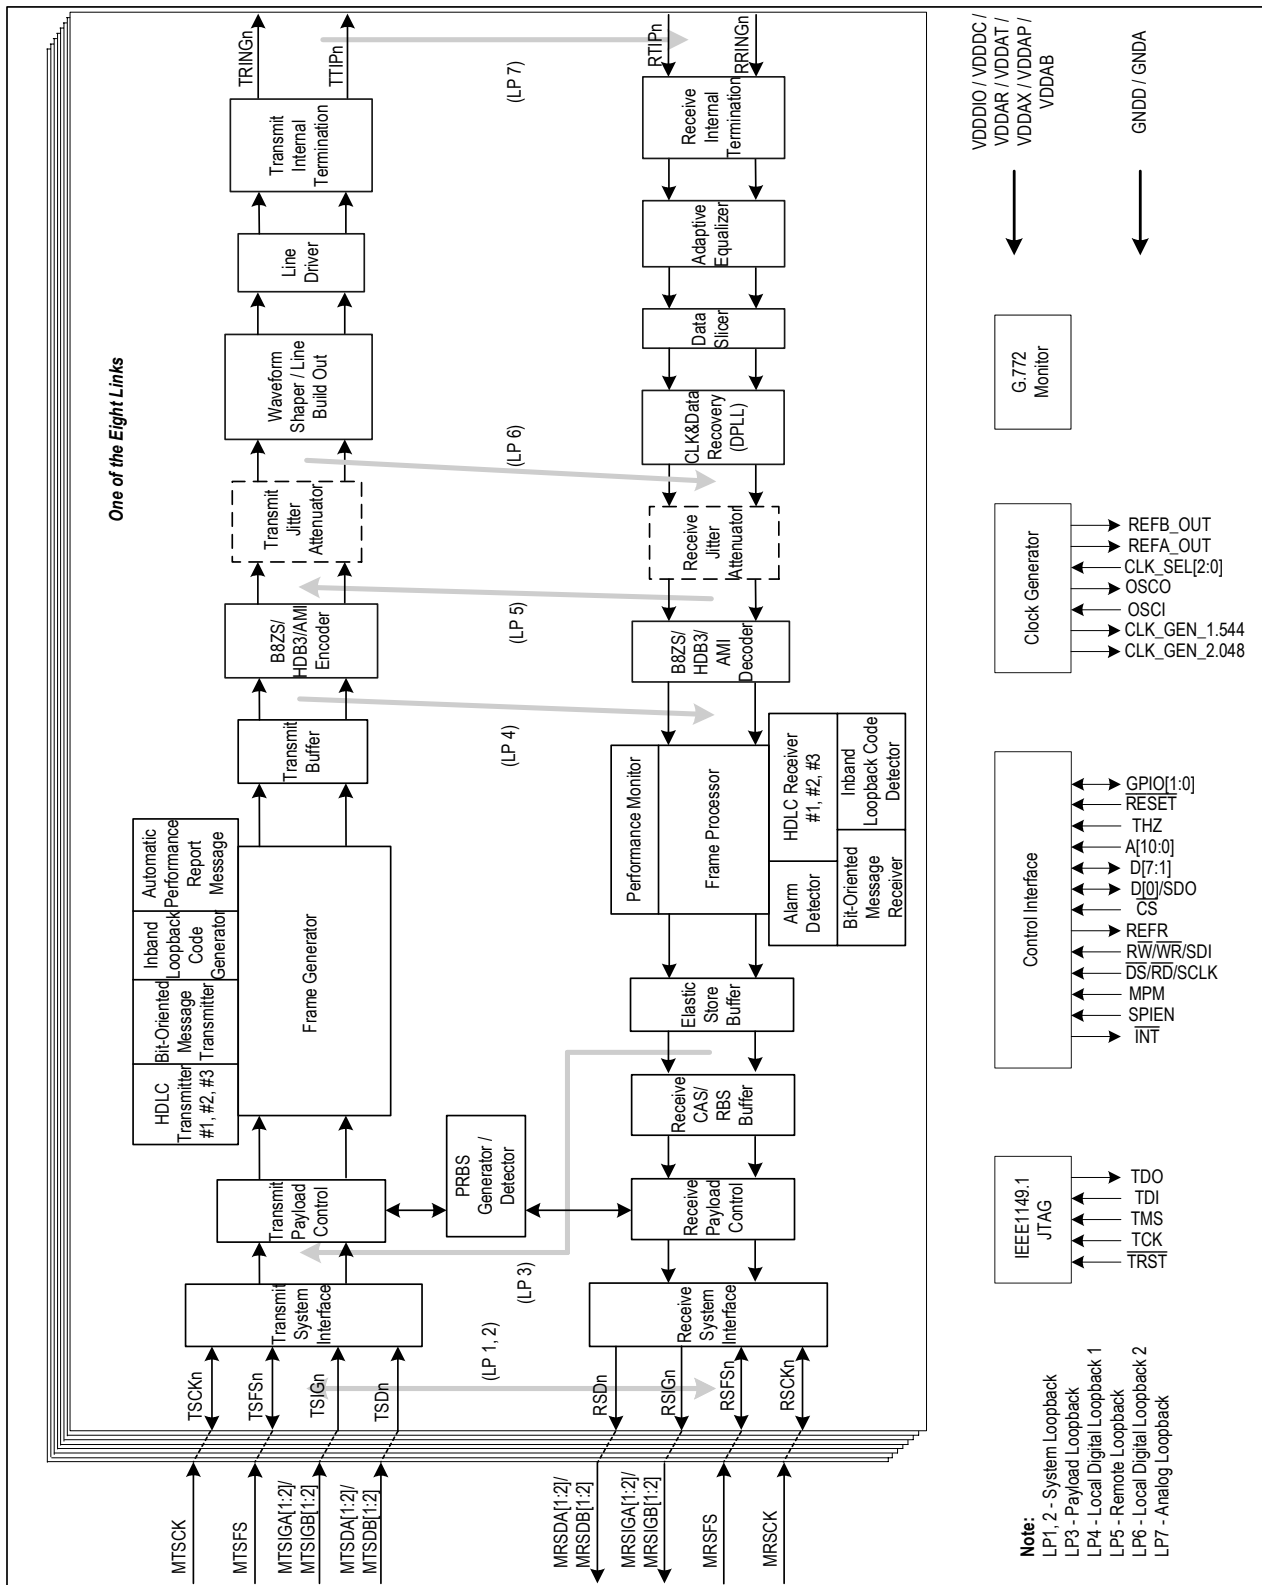 One of the Eight Links
TRINGn
TTIPn
(LP 7)
RTIPn
RRINGn
Transmit
Internal
Termination
Receive
Internal
Termination
Line
Driver
Adaptive
Equalizer
Data
Slicer
Waveform
Shaper / Line
Build Out
CLK&Data
Recovery
(DPLL)
(LP 6)
Transmit
Jitter
Attenuator
Receive
Jitter
Attenuator
(LP 5)
B8ZS/
HDB3/AMI
Encoder
B8ZS/
HDB3/
AMI
Decoder
(LP 4)
Transmit
Buffer
Performance Monitor
Frame Processor
HDLC Receiver
#1, #2, #3
Inband
Loopback Code
Detector
Alarm
Detector
Bit-Oriented
Message
Receiver
Automatic
Performance
Report
Message
Inband
Loopback
Code
Generator
Bit-Oriented
Message
Transmitter
HDLC
Transmitter
#1, #2, #3
Frame Generator
Elastic
Store
Buffer
Receive
CAS/
RBS
Buffer
PRBS
Generator /
Detector
Transmit
Payload
Control
Receive
Payload
Control
(LP 3)
Transmit
System
Interface
Receive
System
Interface
(LP 1, 2)
TSCKn
TSFSn
TSIGn
TSDn
RSDn
RSIGn
RSFSn
RSCKn
MTSCK
MTSFS
MTSIGA[1:2]/
MTSIGB[1:2]
MTSDA[1:2]/
MTSDB[1:2]
MRSDA[1:2]/
MRSDB[1:2]
MRSIGA[1:2]/
MRSIGB[1:2]
MRSFS
MRSCK
VDDDIO / VDDDC /
VDDAR / VDDAT /
VDDAX / VDDAP /
VDDAB
GNDD / GNDA
G.772
Monitor
Clock Generator
REFB_OUT
REFA_OUT
CLK_SEL[2:0]
OSCO
OSCI
CLK_GEN_1.544
CLK_GEN_2.048
Control Interface
GPIO[1:0]
RESET
THZ
A[10:0]
D[7:1]
D[0]/SDO
CS
REFR
RW/WR/SDI
DS/RD/SCLK
MPM
SPIEN
INT
IEEE1149.1
JTAG
TDO
TDI
TMS
TCK
TRST
Note:
LP1, 2 - System Loopback
LP3 - Payload Loopback
LP4 - Local Digital Loopback 1
LP5 - Remote Loopback
LP6 - Local Digital Loopback 2
LP7 - Analog Loopback